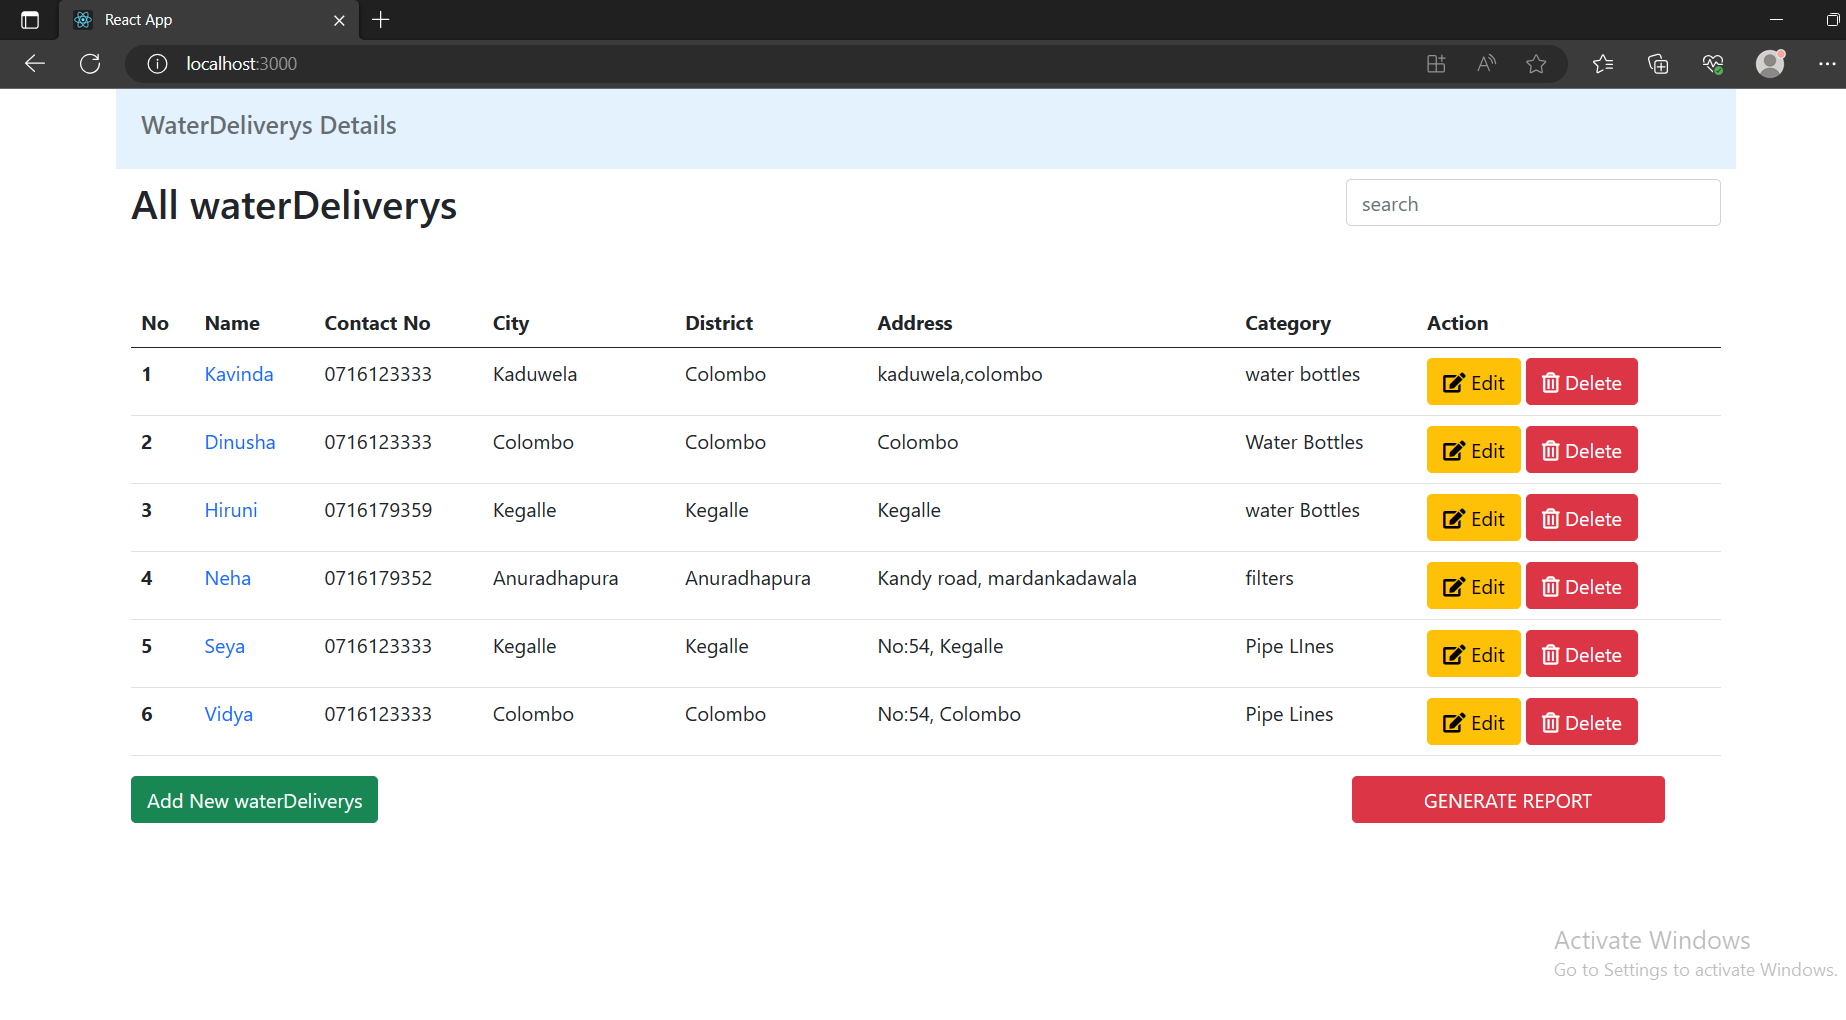 React App
localhost:3000
WaterDeliverys Details
All waterDeliverys
search
No Name Contact No City District Address Category Action
1 Kavinda 0716123333 Kaduwela Colombo kaduwela,colombo water bottles Edit Delete
2 Dinusha 0716123333 Colombo Colombo Colombo Water Bottles Edit Delete
3 Hiruni 0716179359 Kegalle Kegalle Kegalle water Bottles Edit Delete
4 Neha 0716179352 Anuradhapura Anuradhapura Kandy road, mardankadawala filters Edit Delete
5 Seya 0716123333 Kegalle Kegalle No:54, Kegalle Pipe LInes Edit Delete
6 Vidya 0716123333 Colombo Colombo No:54, Colombo Pipe Lines Edit Delete
Add New waterDeliverys GENERATE REPORT
Activate Windows
Go to Settings to activate Windows.